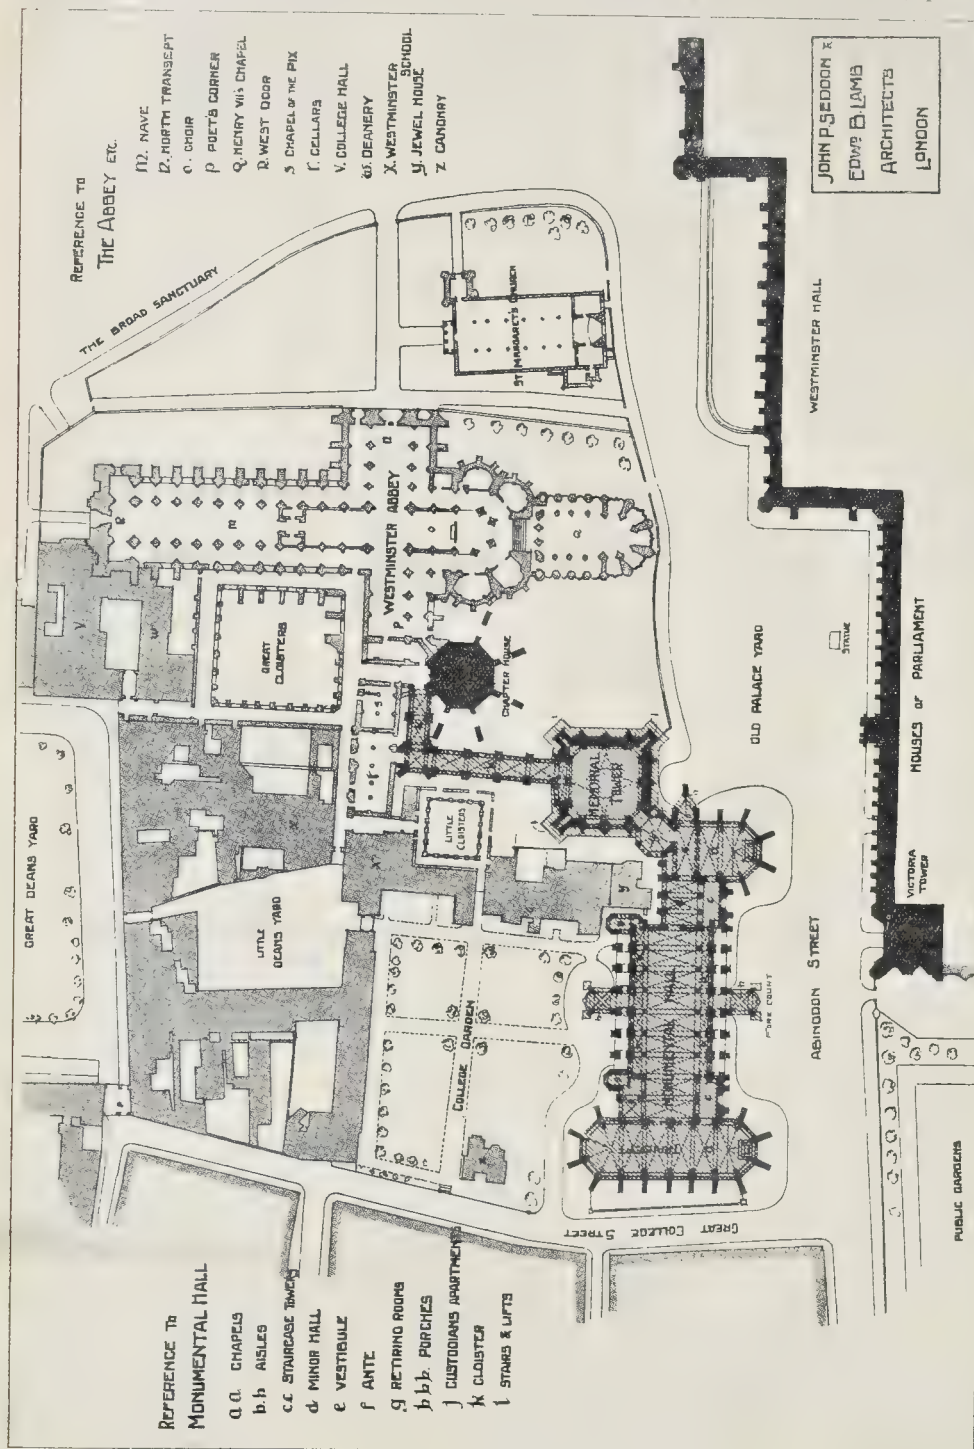 REFERENCE TO
MONUMENTAL HALL
a a CHAPELS
b.b AISLES
c.c STAIRCASE TOWERS
d MINOR HALL
e VESTIBULE
f ANTE
g RETIRING ROOMS
h h h. PORCHES
j CUSTODIANS APARTMENTS
k CLOISTER
l STAIRS & LIFTS
REFERENCE TO
THE ABBEY ETC.
M. NAVE
N. NORTH TRANSEPT
O. CHOIR
P POET'S CORNER
Q. HENRY VII'S CHAPEL
R. WEST DOOR
S CHAPEL OF THE PIX
T. CELLARS
V. COLLEGE HALL
W. DEANERY
X. WESTMINSTER
SCHOOL
Y. JEWEL HOUSE
Z CANONRY
JOHN P. SEDDON &
EDWD B. LAMB
ARCHITECTS
LONDON
THE BROAD SANCTUARY
GREAT DEANS YARD
LITTLE
DEANS YARD
GREAT
CLOISTERS
WESTMINSTER ABBEY
ST MARGARET'S CHURCH
CHAPTER HOUSE
LITTLE
CLOISTERS
COLLEGE GARDEN
MEMORIAL
TOWER
MONUMENTAL HALL
TRANSEPT
FORE COURT
GREAT COLLEGE STREET
OLD PALACE YARD
STATUE
ABINGDON STREET
VICTORIA
TOWER
HOUSES OF PARLIAMENT
WESTMINSTER HALL
PUBLIC GARDENS